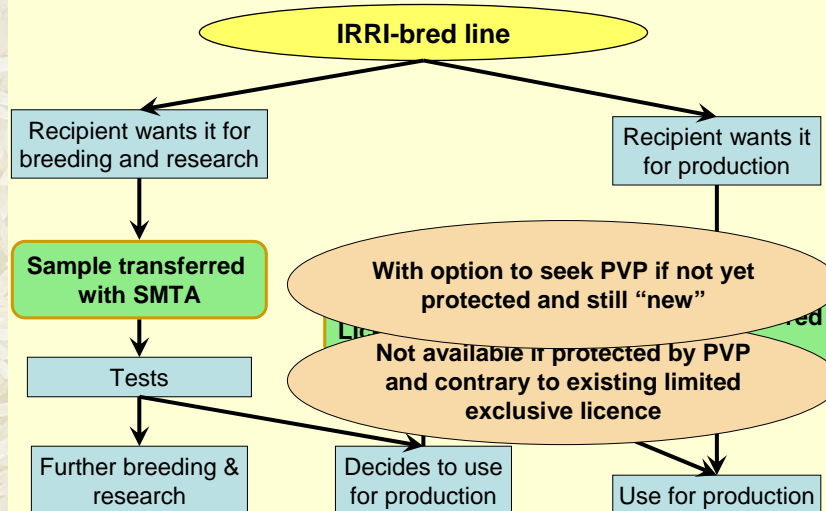 IRRI-bred line
Recipient wants it for
breeding and research
Recipient wants it
for production
Sample transferred
with SMTA
With option to seek PVP if not yet
protected and still “new”
Not available if protected by PVP
and contrary to existing limited
exclusive licence
Tests
Further breeding &
research
Decides to use
for production
Use for production